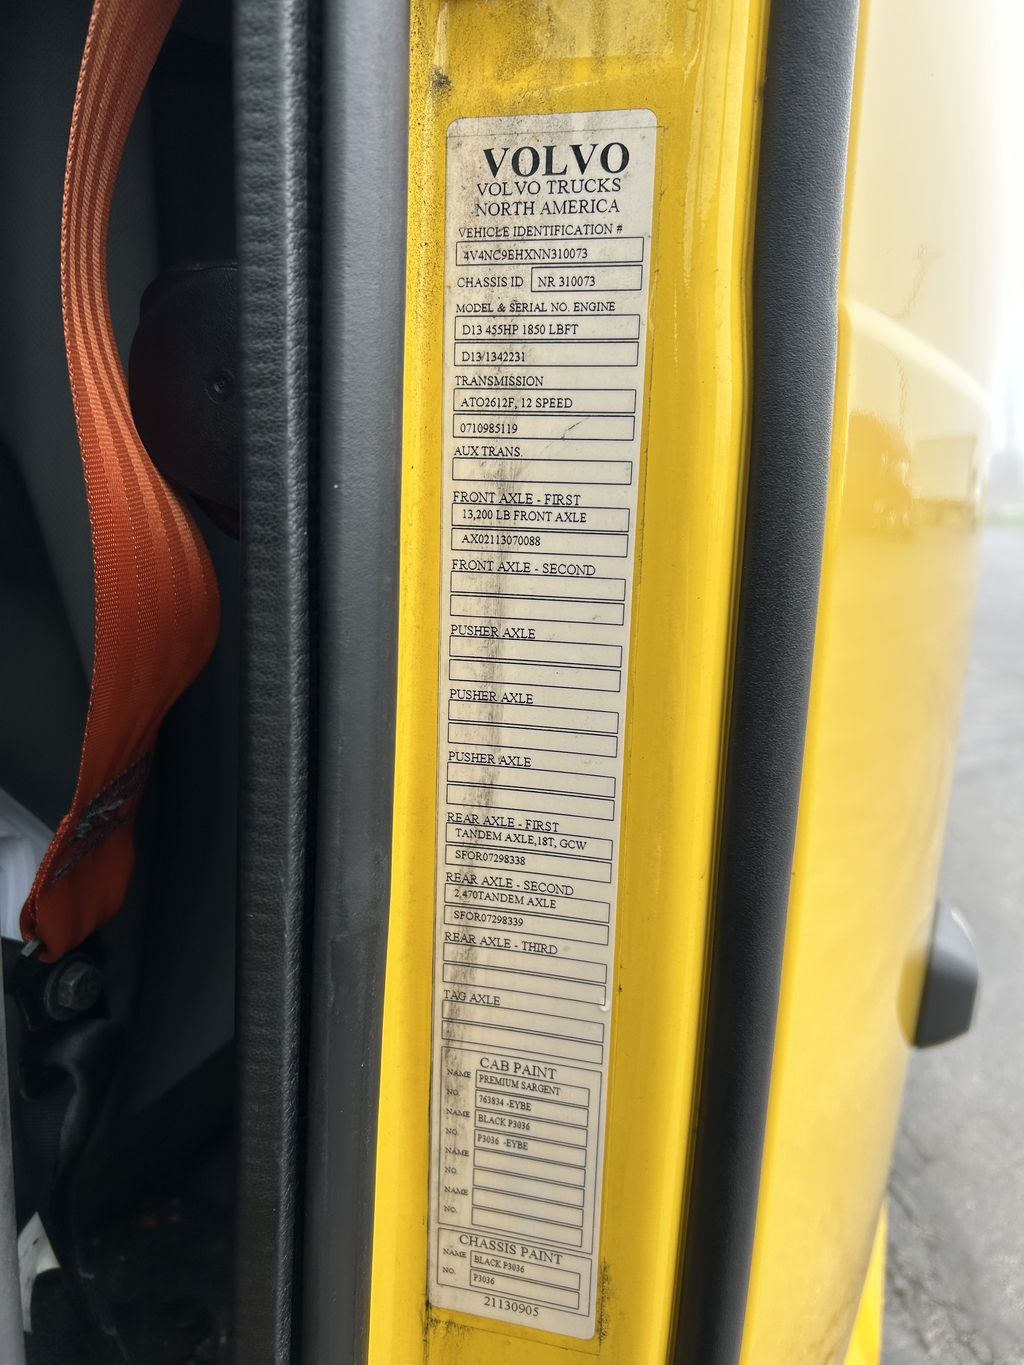 VOLVO
VOLVO TRUCKS
NORTH AMERICA
VEHICLE IDENTIFICATION #
4V4NC9EHXNN310073
CHASSIS ID NR 310073
MODEL & SERIAL NO. ENGINE
D13 455HP 1850 LBFT
D13/1342231
TRANSMISSION
ATO2612F, 12 SPEED
0710985119
AUX TRANS.
FRONT AXLE - FIRST
13,200 LB FRONT AXLE
AX02113070088
FRONT AXLE - SECOND
PUSHER AXLE
PUSHER AXLE
PUSHER AXLE
REAR AXLE - FIRST
TANDEM AXLE,18T, GCW
SFOR07298338
REAR AXLE - SECOND
2,470TANDEM AXLE
SFOR07298339
REAR AXLE - THIRD
TAG AXLE
CAB PAINT
NAME PREMIUM SARGENT
NO. 763834 -EYBE
NAME BLACK P3036
NO. P3036 -EYBE
NAME
NO.
NAME
NO.
CHASSIS PAINT
NAME BLACK P3036
NO. P3036
21130905